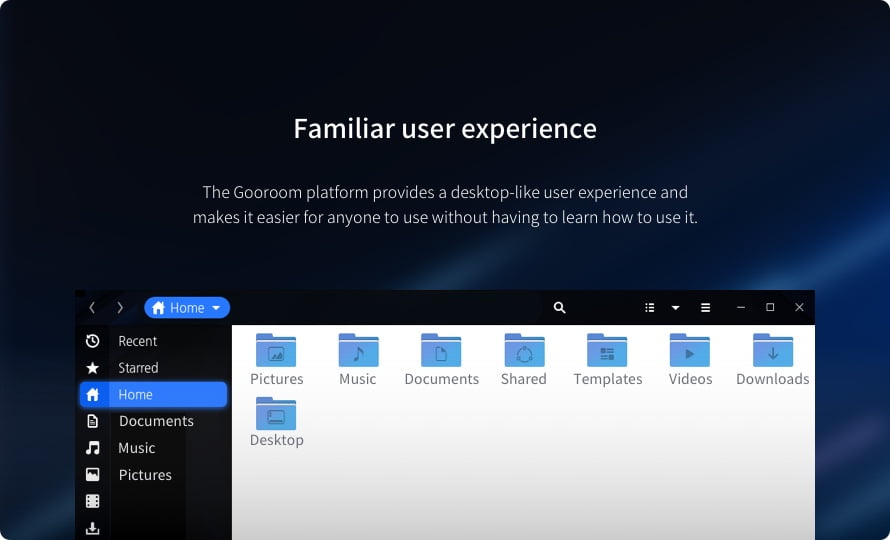 Familiar user experience
The Gooroom platform provides a desktop-like user experience and
makes it easier for anyone to use without having to learn how to use it.
Home
Recent
Starred
Home
Documents
Music
Pictures
Pictures Music Documents Shared Templates Videos Downloads
Desktop